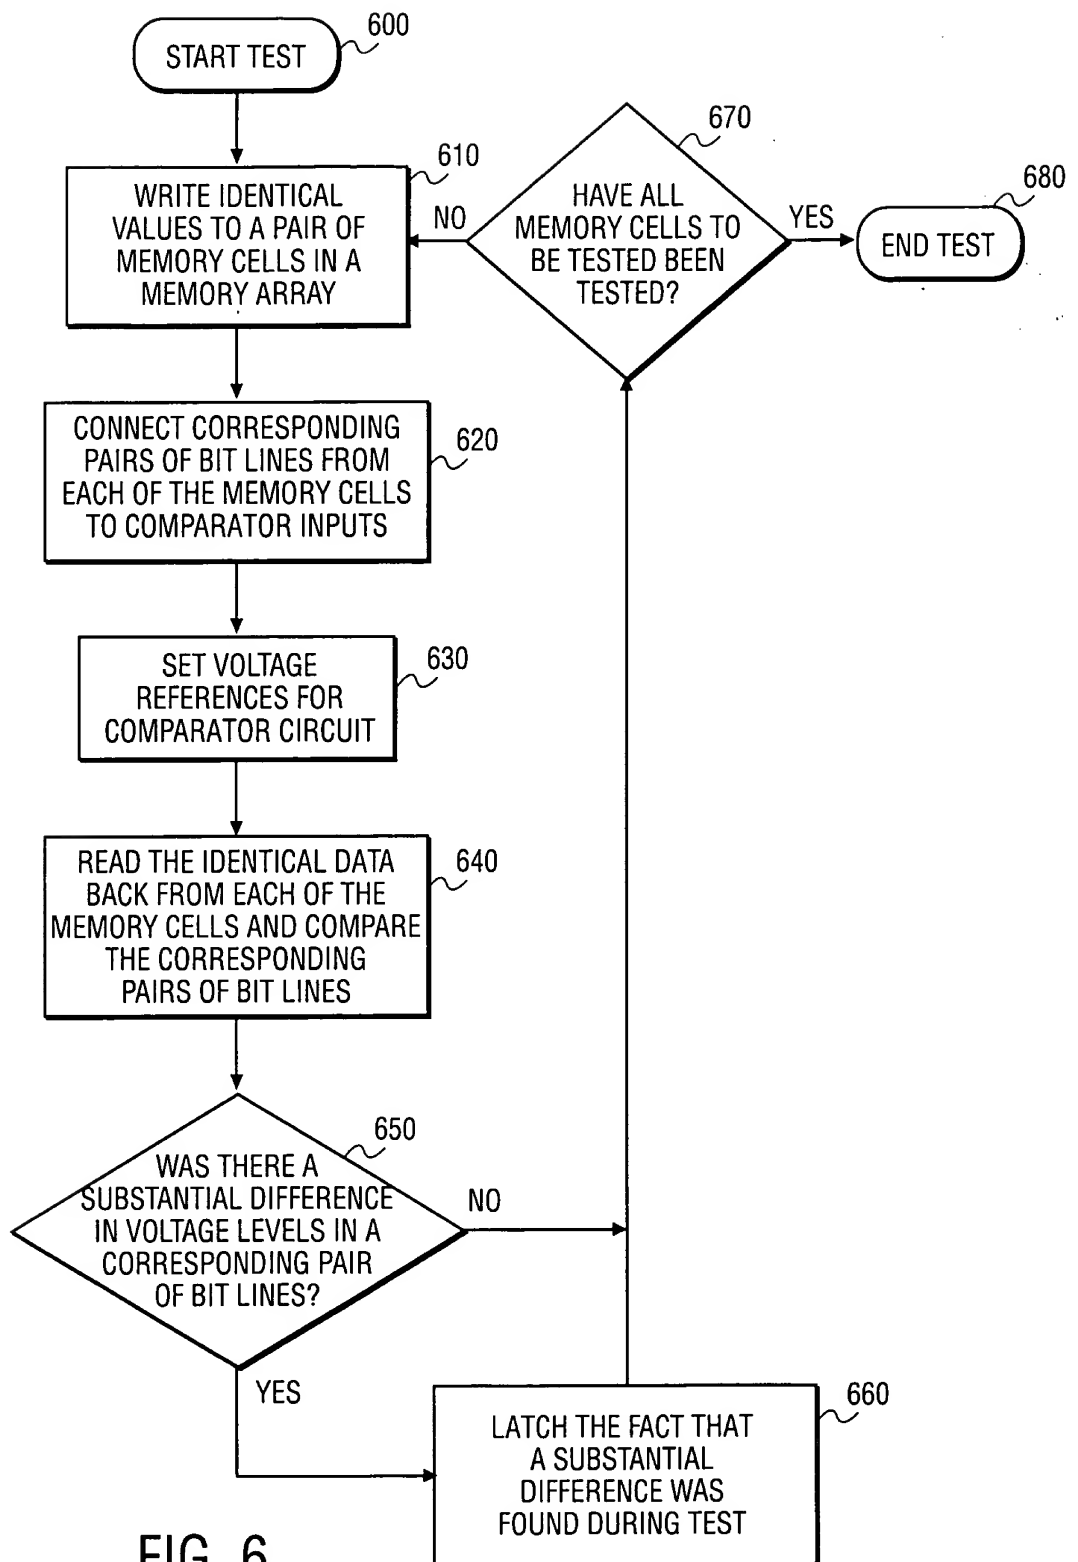 START TEST
600
WRITE IDENTICAL
VALUES TO A PAIR OF
MEMORY CELLS IN A
MEMORY ARRAY
610
NO
HAVE ALL
MEMORY CELLS TO
BE TESTED BEEN
TESTED?
670
YES
END TEST
680
CONNECT CORRESPONDING
PAIRS OF BIT LINES FROM
EACH OF THE MEMORY CELLS
TO COMPARATOR INPUTS
620
SET VOLTAGE
REFERENCES FOR
COMPARATOR CIRCUIT
630
READ THE IDENTICAL DATA
BACK FROM EACH OF THE
MEMORY CELLS AND COMPARE
THE CORRESPONDING
PAIRS OF BIT LINES
640
WAS THERE A
SUBSTANTIAL DIFFERENCE
IN VOLTAGE LEVELS IN A
CORRESPONDING PAIR
OF BIT LINES?
650
NO
YES
LATCH THE FACT THAT
A SUBSTANTIAL
DIFFERENCE WAS
FOUND DURING TEST
660
FIG. 6